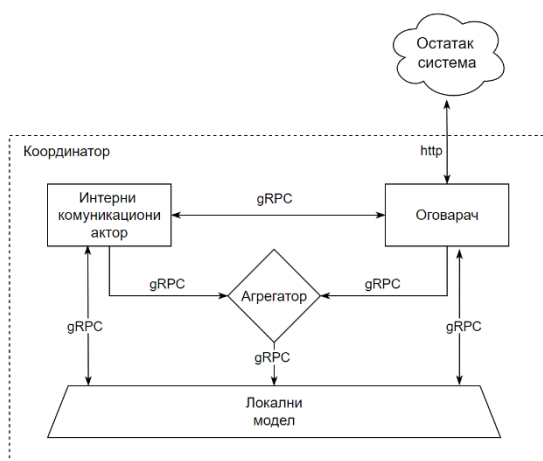 Остатак
система
Координатор
http
Интерни
комуникациони
актор
gRPC
Оговарач
gRPC
Агрегатор
gRPC
gRPC
gRPC
gRPC
Локални
модел